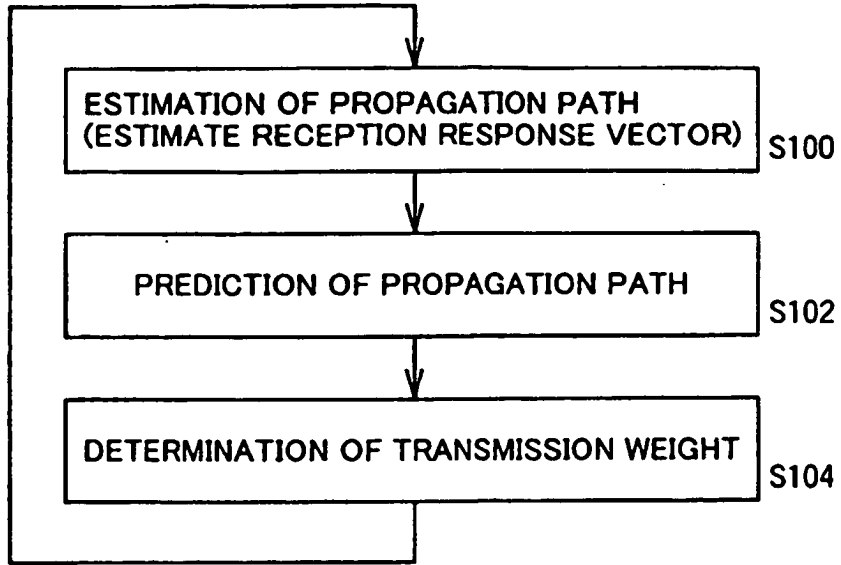 ESTIMATION OF PROPAGATION PATH
(ESTIMATE RECEPTION RESPONSE VECTOR)
S100
PREDICTION OF PROPAGATION PATH
S102
DETERMINATION OF TRANSMISSION WEIGHT
S104